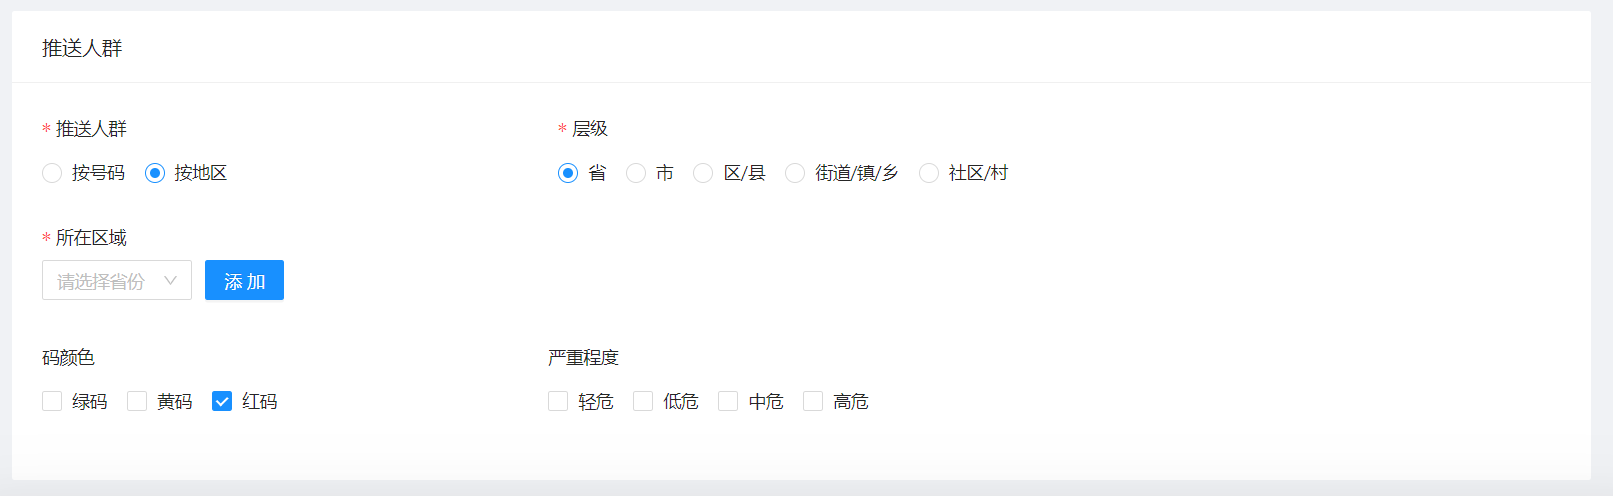 推送人群
* 推送人群
* 层级
按号码 按地区
省 市 区/县 街道/镇/乡 社区/村
* 所在区域
请选择省份 添加
码颜色
严重程度
绿码 黄码 红码
轻危 低危 中危 高危